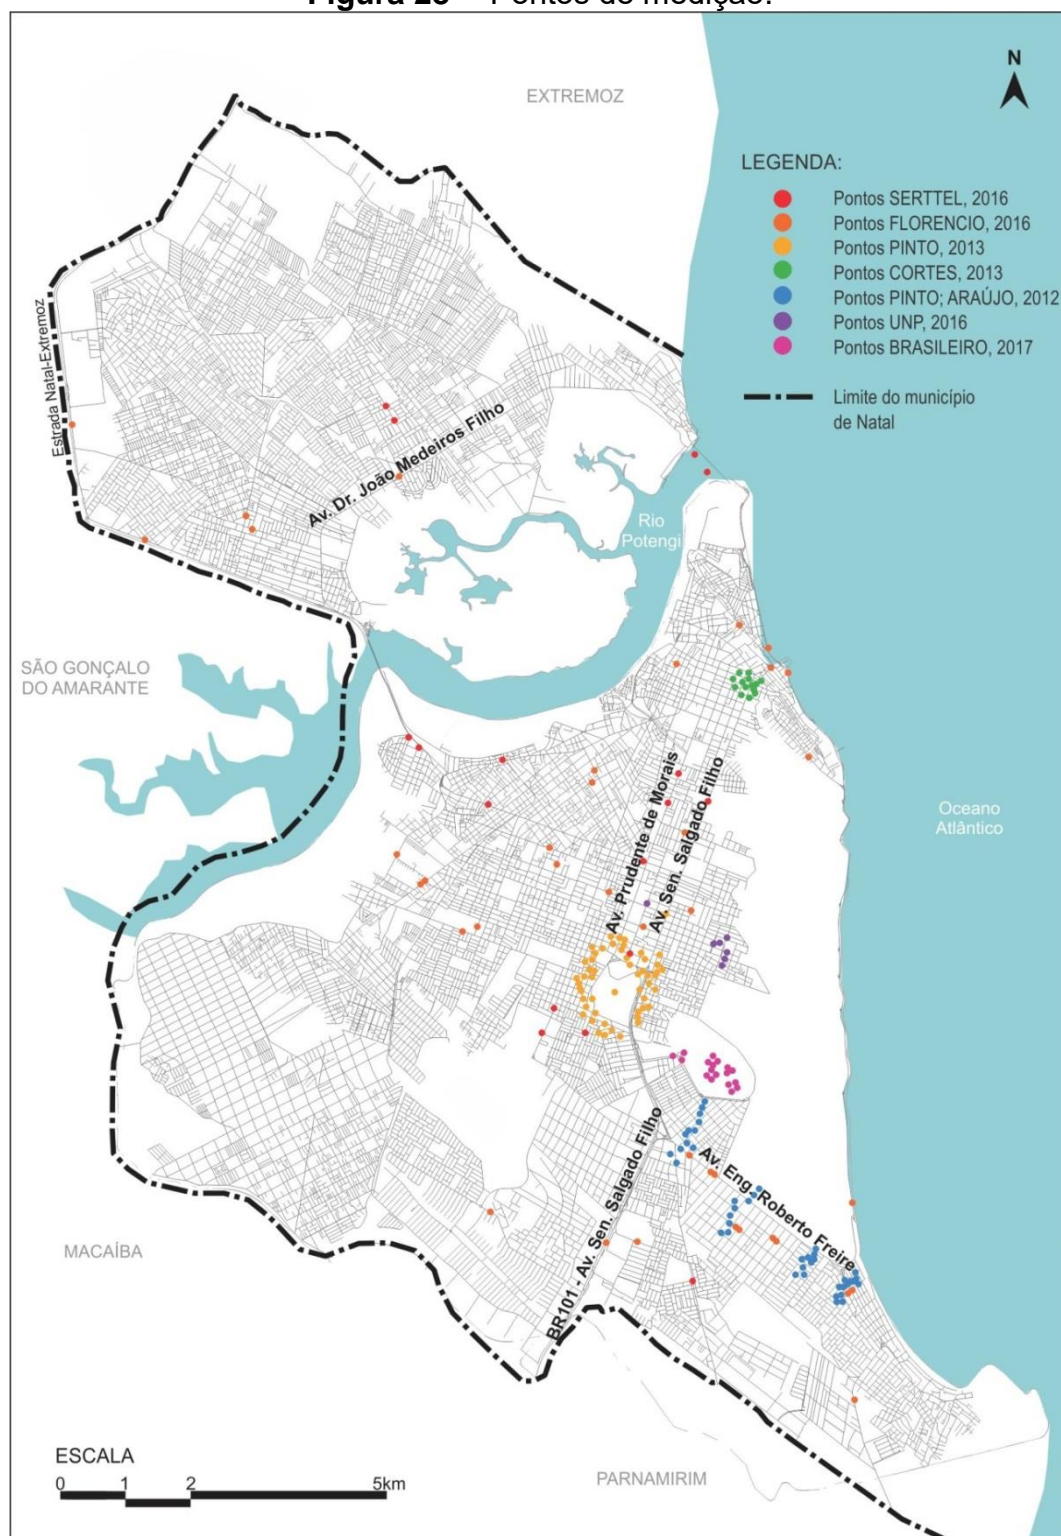 EXTREMOZ
N
LEGENDA:
Pontos SERTTEL, 2016
Pontos FLORENCIO, 2016
Pontos PINTO, 2013
Pontos CORTES, 2013
Pontos PINTO; ARAÚJO, 2012
Pontos UNP, 2016
Pontos BRASILEIRO, 2017
Limite do município
de Natal
Estrada Natal-Extremoz
Av. Dr. João Medeiros Filho
Rio
Potengi
SÃO GONÇALO
DO AMARANTE
Av. Prudente de Morais
Av. Sen. Salgado Filho
Oceano
Atlântico
Av. Eng. Roberto Freire
BR101 - Av. Sen. Salgado Filho
MACAÍBA
PARNAMIRIM
ESCALA
0 1 2 5km